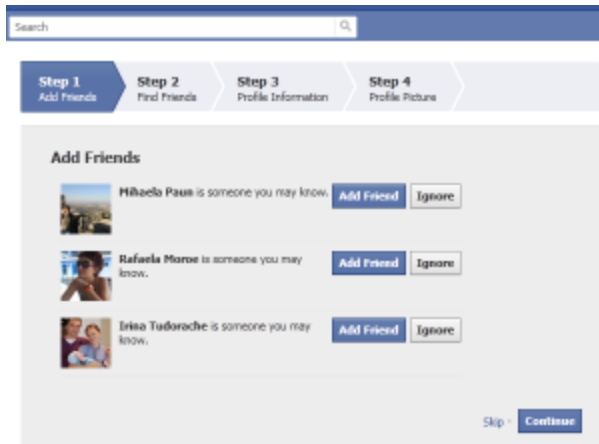 Search
Step 1 Step 2 Step 3 Step 4
Add Friends Find Friends Profile Information Profile Picture
Add Friends
Mihaela Paun is someone you may know. Add Friend Ignore
Rafaela Moroe is someone you may
know.
Add Friend Ignore
Irina Tudorache is someone you may
know.
Add Friend Ignore
Skip · Continue